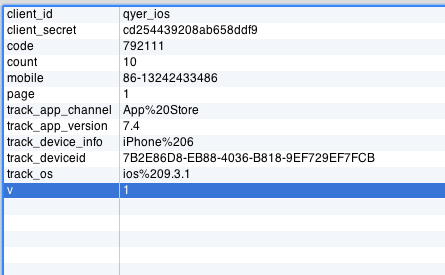 client_id qyer_ios
client_secret cd254439208ab658ddf9
code 792111
count 10
mobile 86-13242433486
page 1
track_app_channel App%20Store
track_app_version 7.4
track_device_info iPhone%206
track_deviceid 7B2E86D8-EB88-4036-B818-9EF729EF7FCB
track_os ios%209.3.1
v 1